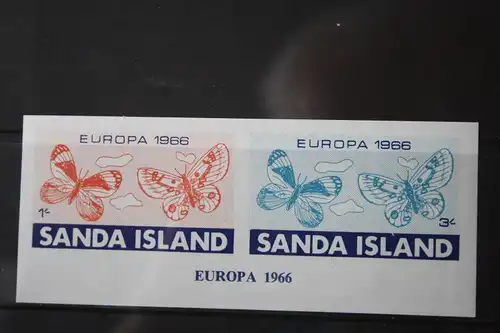 EUROPA 1966
1/-
SANDA ISLAND
EUROPA 1966
3/-
SANDA ISLAND
EUROPA 1966